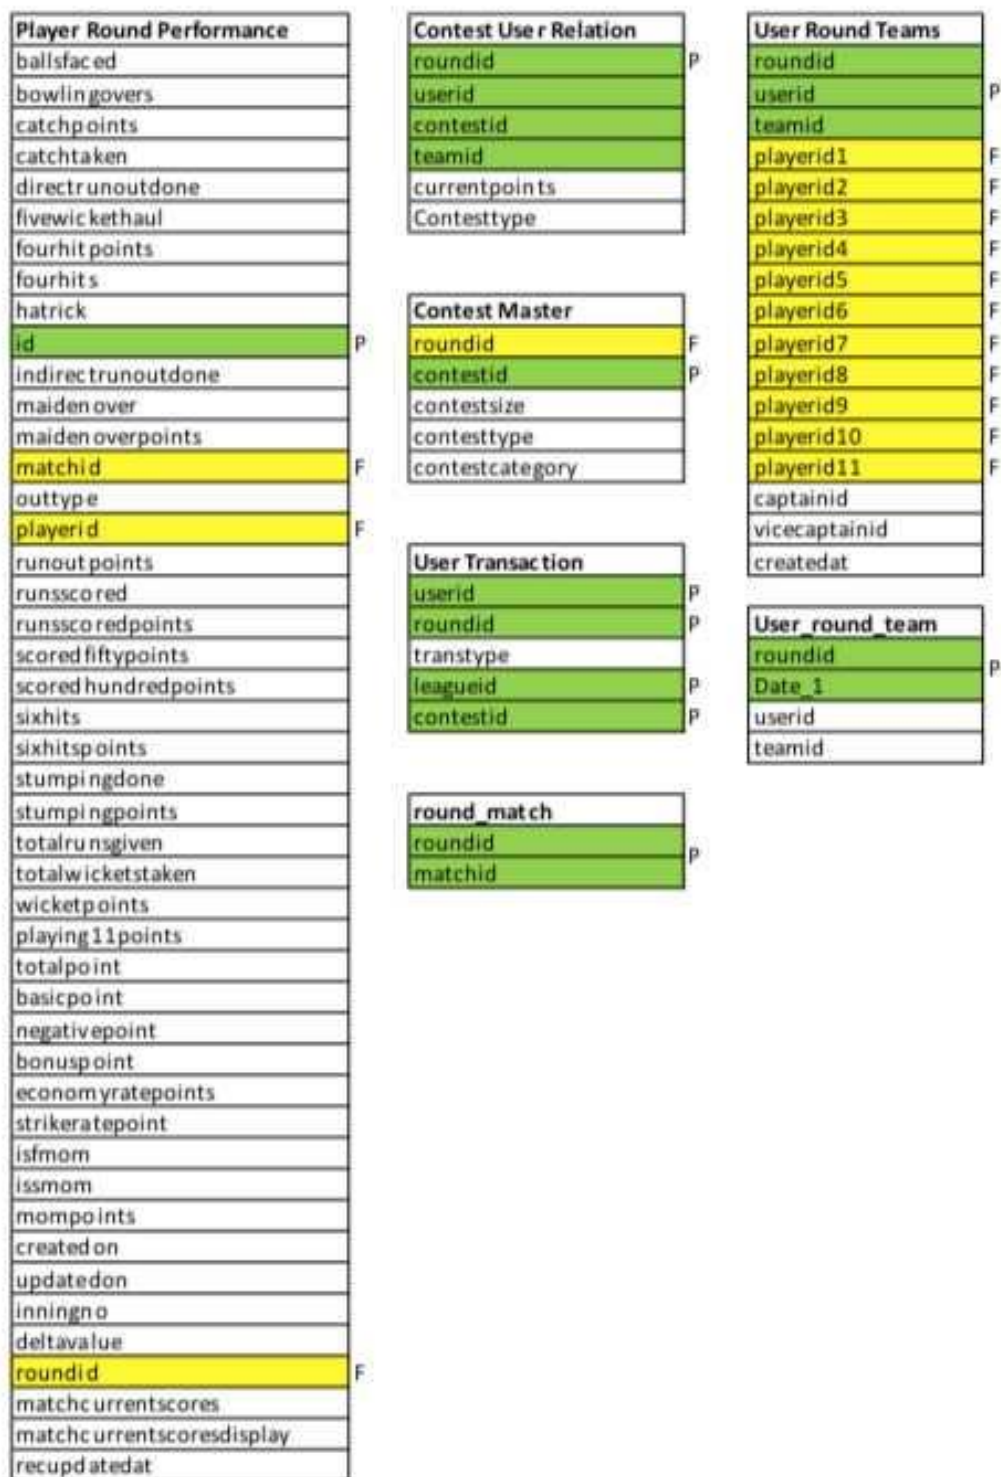 Player Round Performance
ballsfaced
bowlingovers
catchpoints
catchtaken
directrunoutdone
fivewickethaul
fourhitpoints
fourhits
hatrick
id P
indirectrunoutdone
maidenover
maidenoverpoints
matchid F
outtype
playerid F
runoutpoints
runsscored
runsscoredpoints
scoredfiftypoints
scoredhundredpoints
sixhits
sixhitspoints
stumpingdone
stumpingpoints
totalrunsgiven
totalwicketstaken
wicketpoints
playing11points
totalpoint
basicpoint
negativepoint
bonuspoint
economyratepoints
strikeratepoint
isfmom
issmom
mompoints
createdon
updatedon
inningno
deltavalue
roundid F
matchcurrentscores
matchcurrentscoresdisplay
recupdatedat
Contest User Relation
roundid P
userid
contestid
teamid
currentpoints
Contesttype
Contest Master
roundid F
contestid P
contestsize
contesttype
contestcategory
User Transaction
userid P
roundid P
transtype
leagueid P
contestid P
round_match
roundid P
matchid
User Round Teams
roundid
userid P
teamid
playerid1 F
playerid2 F
playerid3 F
playerid4 F
playerid5 F
playerid6 F
playerid7 F
playerid8 F
playerid9 F
playerid10 F
playerid11 F
captainid
vicecaptainid
createdat
User_round_team
roundid P
Date_1
userid
teamid